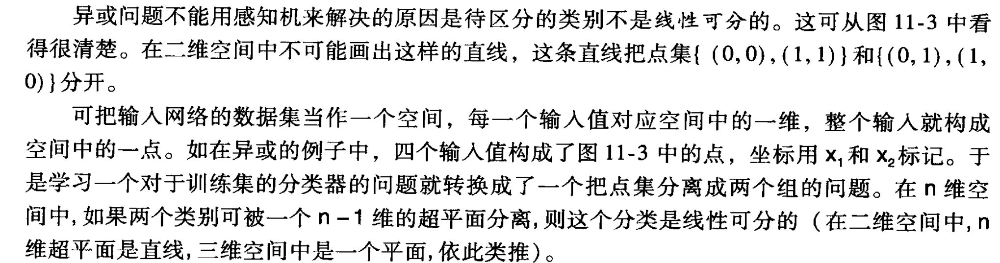 异或问题不能用感知机来解决的原因是待区分的类别不是线性可分的。这可从图 11-3 中看
得很清楚。在二维空间中不可能画出这样的直线，这条直线把点集{ (0,0),(1,1)}和{(0,1),(1,
0)}分开。
可把输入网络的数据集当作一个空间，每一个输入值对应空间中的一维，整个输入就构成
空间中的一点。如在异或的例子中，四个输入值构成了图 11-3 中的点，坐标用 x₁和 x₂标记。于
是学习一个对于训练集的分类器的问题就转换成了一个把点集分离成两个组的问题。在 n 维空
间中,如果两个类别可被一个 n－1 维的超平面分离,则这个分类是线性可分的（在二维空间中,n
维超平面是直线,三维空间中是一个平面,依此类推）。